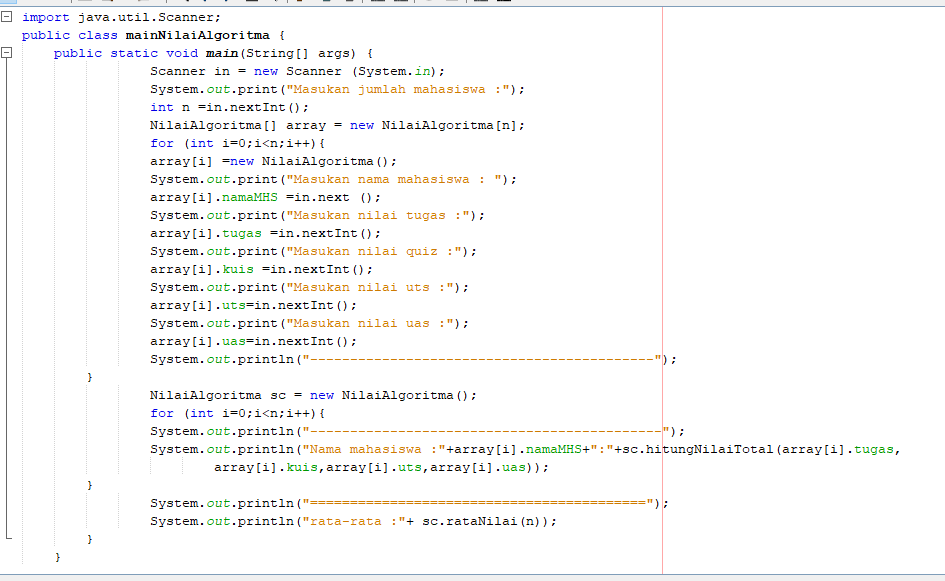 import java.util.Scanner;
public class mainNilaiAlgoritma {
    public static void main(String[] args) {
                Scanner in = new Scanner (System.in);
                System.out.print("Masukan jumlah mahasiswa :");
                int n =in.nextInt();
                NilaiAlgoritma[] array = new NilaiAlgoritma[n];
                for (int i=0;i<n;i++){
                array[i] =new NilaiAlgoritma();
                System.out.print("Masukan nama mahasiswa : ");
                array[i].namaMHS =in.next ();
                System.out.print("Masukan nilai tugas :");
                array[i].tugas =in.nextInt();
                System.out.print("Masukan nilai quiz :");
                array[i].kuis =in.nextInt();
                System.out.print("Masukan nilai uts :");
                array[i].uts=in.nextInt();
                System.out.print("Masukan nilai uas :");
                array[i].uas=in.nextInt();
                System.out.println("-------------------------------------------");
        }
                NilaiAlgoritma sc = new NilaiAlgoritma();
                for (int i=0;i<n;i++){
                System.out.println("--------------------------------------------");
                System.out.println("Nama mahasiswa :"+array[i].namaMHS+":"+sc.hitungNilaiTotal(array[i].tugas,
                        array[i].kuis,array[i].uts,array[i].uas));
        }
                System.out.println("==========================================");
                System.out.println("rata-rata :"+ sc.rataNilai(n));
        }
    }